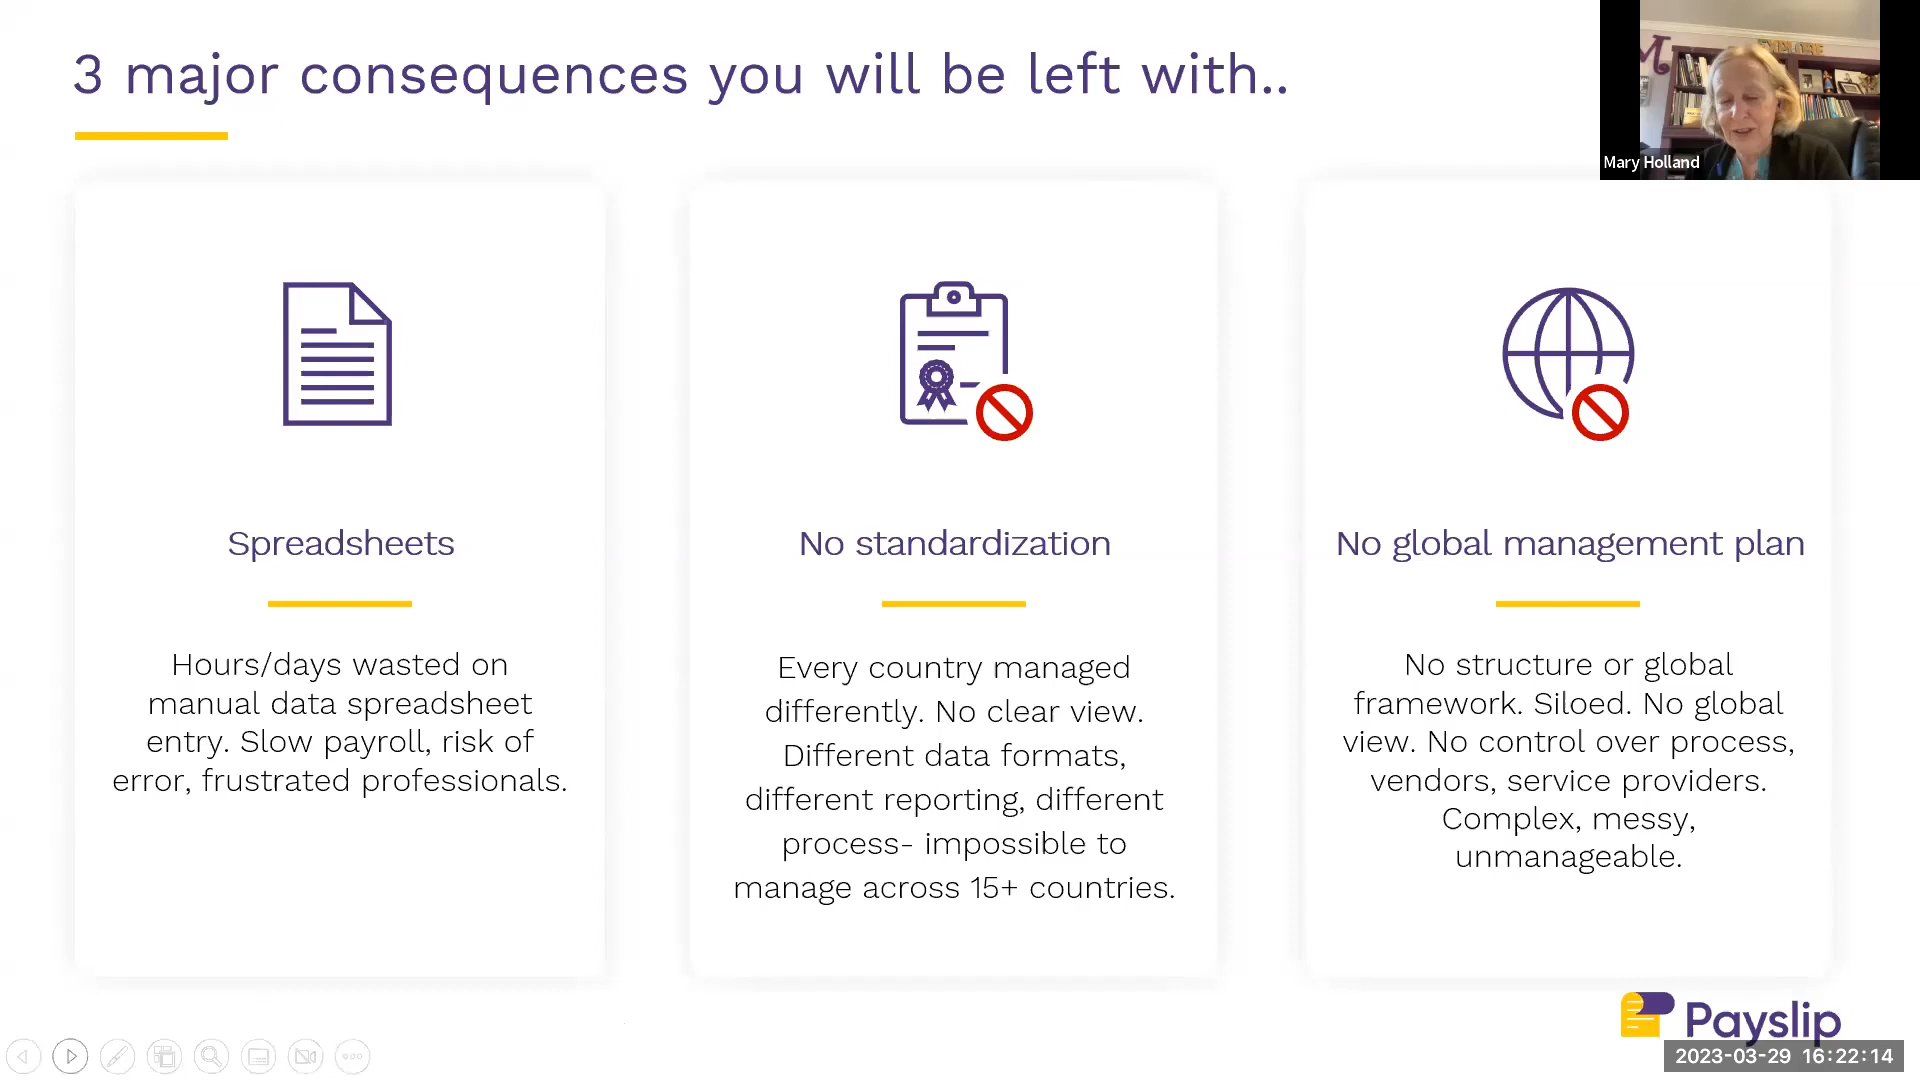 3 major consequences you will be left with..
Mary Holland
Spreadsheets
Hours/days wasted on
manual data spreadsheet
entry. Slow payroll, risk of
error, frustrated professionals.
No standardization
Every country managed
differently. No clear view.
Different data formats,
different reporting, different
process- impossible to
manage across 15+ countries.
No global management plan
No structure or global
framework. Siloed. No global
view. No control over process,
vendors, service providers.
Complex, messy,
unmanageable.
Payslip
2023-03-29 16:22:14